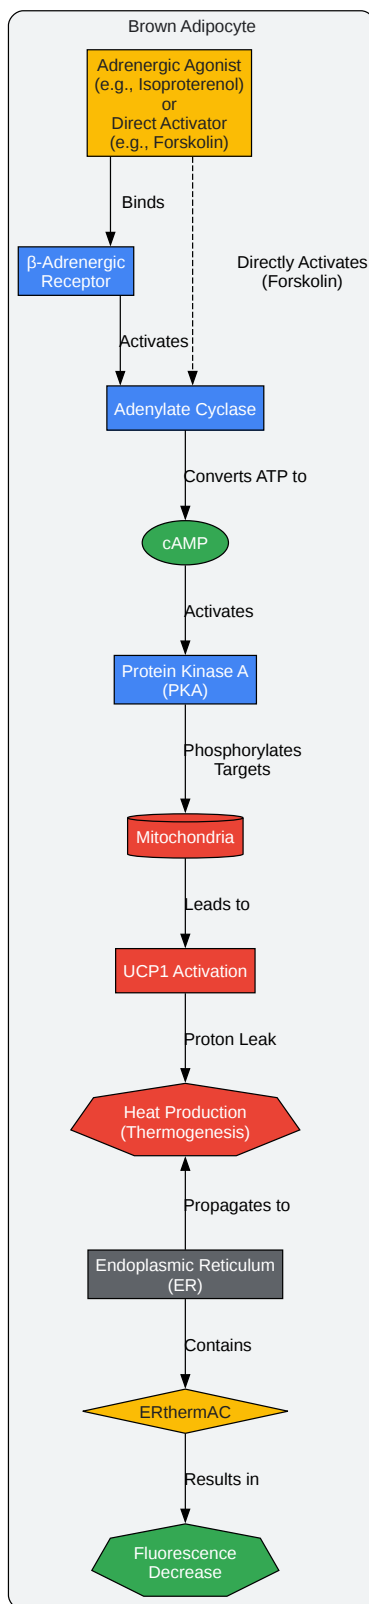 Brown Adipocyte
Adrenergic Agonist
(e.g., Isoproterenol)
or
Direct Activator
(e.g., Forskolin)
Binds
Directly Activates
(Forskolin)
β-Adrenergic
Receptor
Activates
Adenylate Cyclase
Converts ATP to
cAMP
Activates
Protein Kinase A
(PKA)
Phosphorylates
Targets
Mitochondria
Leads to
UCP1 Activation
Proton Leak
Heat Production
(Thermogenesis)
Propagates to
Endoplasmic Reticulum
(ER)
Contains
ERthermAC
Results in
Fluorescence
Decrease